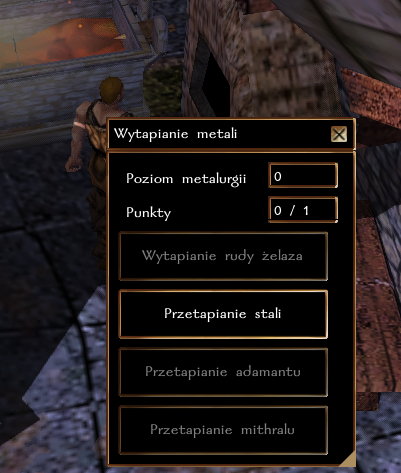 Wytapianie metali
Poziom metalurgii 0
Punkty 0 / 1
Wytapianie rudy żelaza
Przetapianie stali
Przetapianie adamantu
Przetapianie mithralu